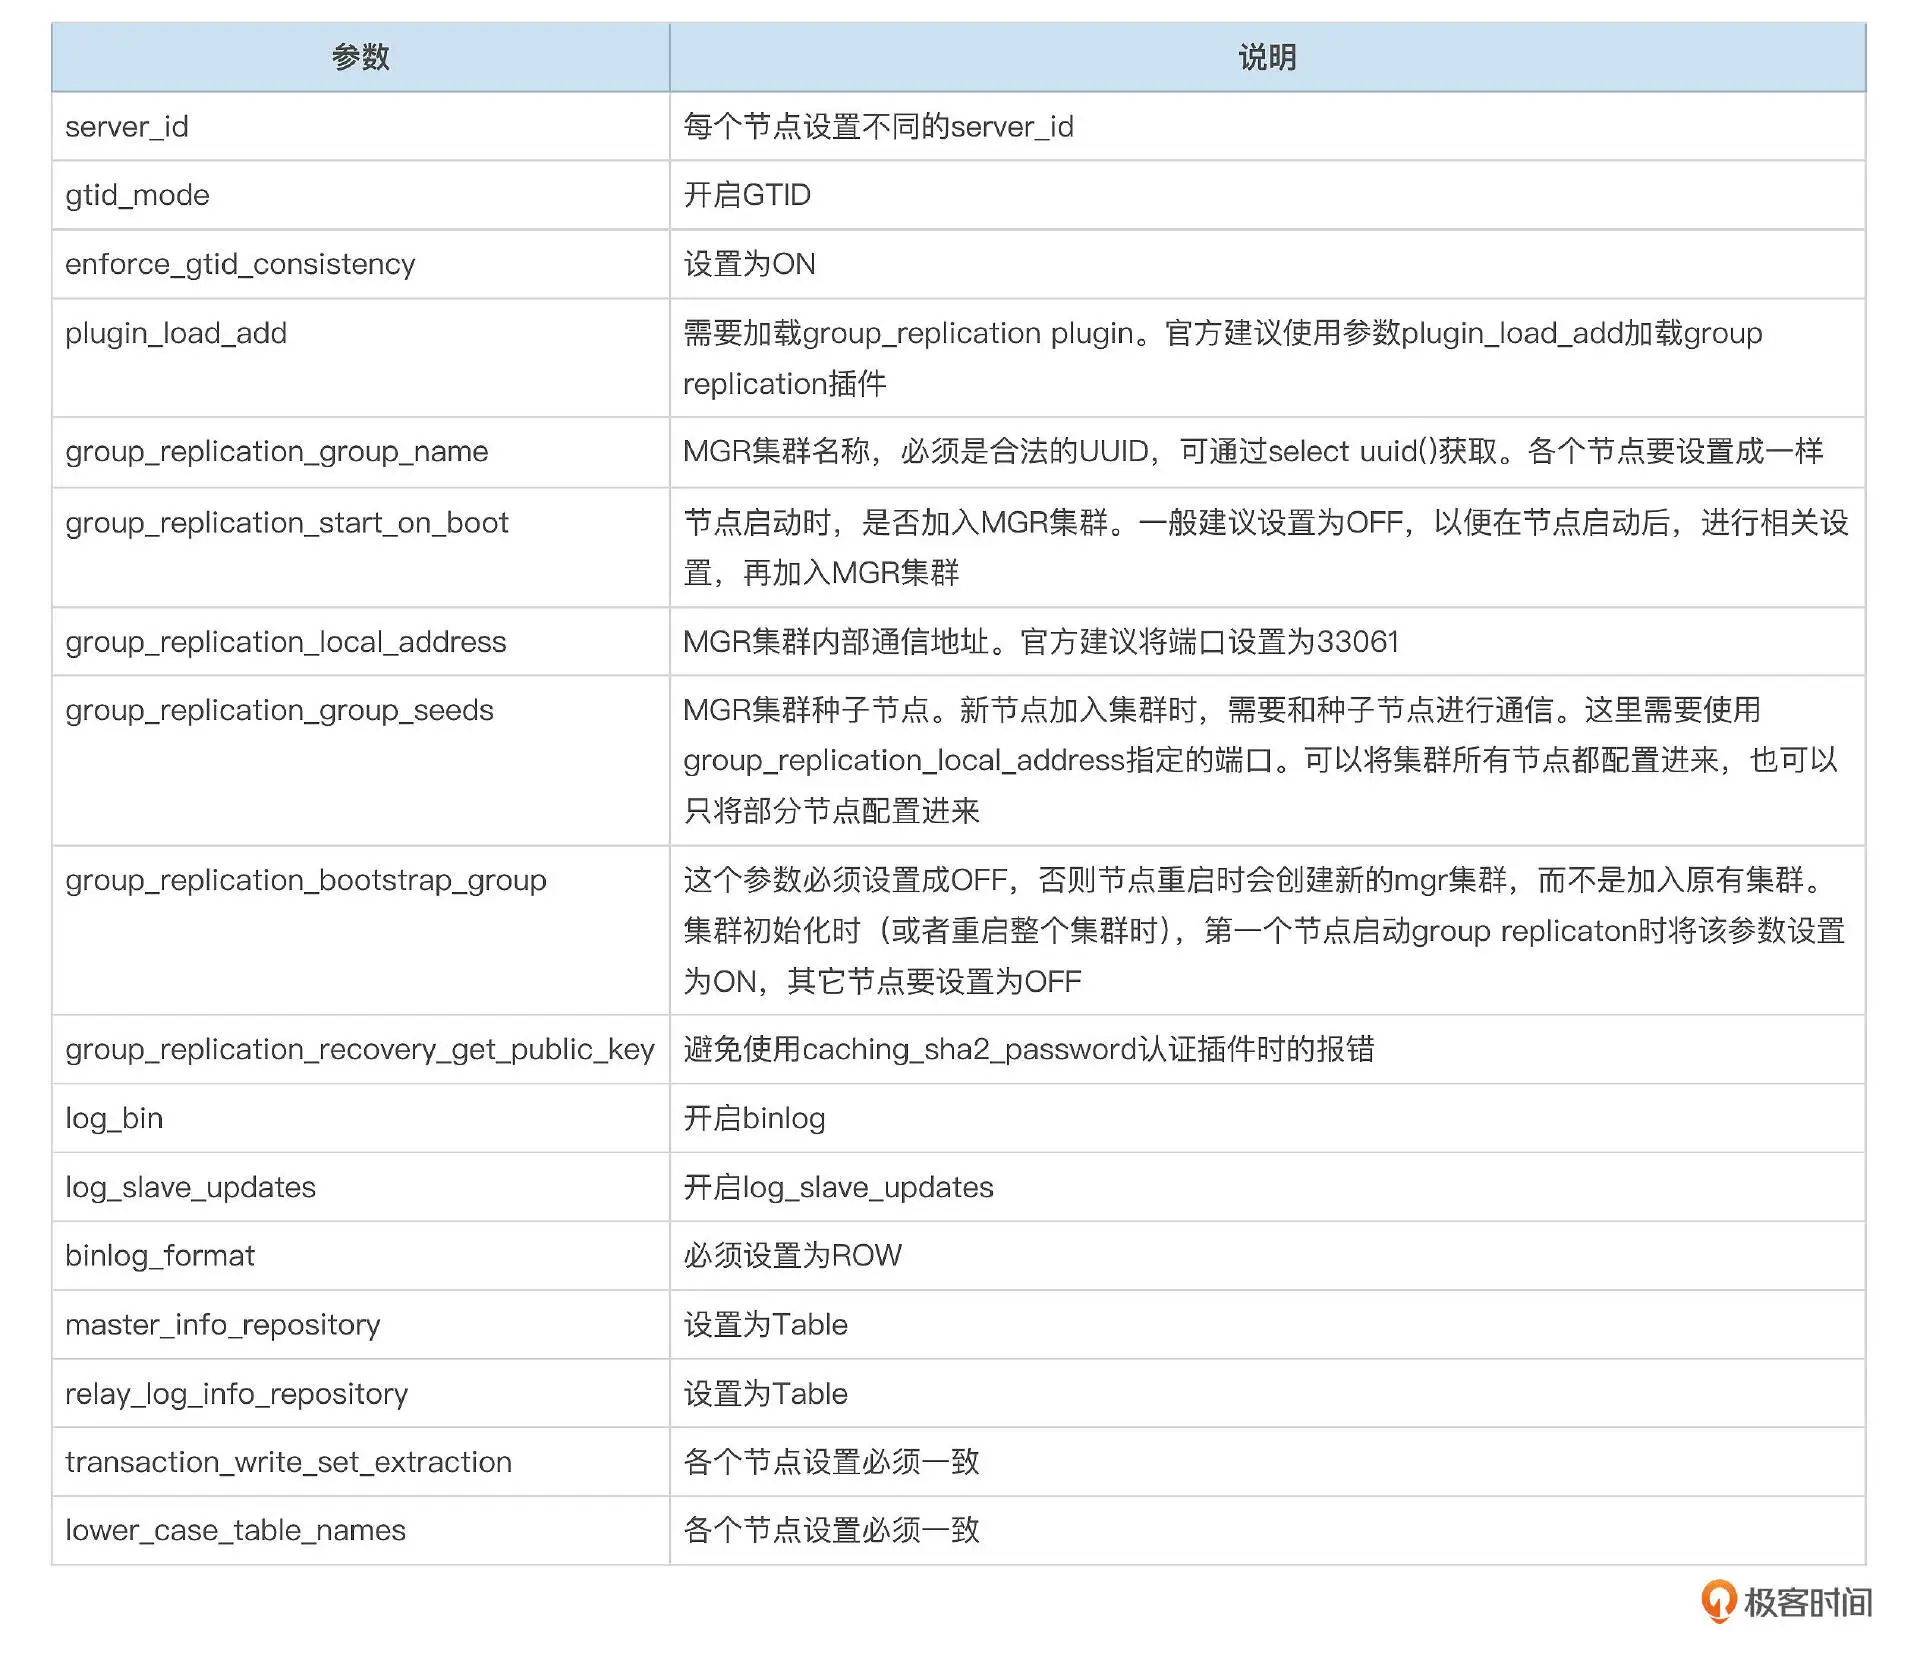 参数
说明
server_id
每个节点设置不同的server_id
gtid_mode
开启GTID
enforce_gtid_consistency
设置为ON
plugin_load_add
需要加载group_replication plugin。官方建议使用参数plugin_load_add加载group
replication插件
group_replication_group_name
MGR集群名称，必须是合法的UUID，可通过select uuid()获取。各个节点要设置成一样
group_replication_start_on_boot
节点启动时，是否加入MGR集群。一般建议设置为OFF，以便在节点启动后，进行相关设
置，再加入MGR集群
group_replication_local_address
MGR集群内部通信地址。官方建议将端口设置为33061
group_replication_group_seeds
MGR集群种子节点。新节点加入集群时，需要和种子节点进行通信。这里需要使用
group_replication_local_address指定的端口。可以将集群所有节点都配置进来，也可以
只将部分节点配置进来
group_replication_bootstrap_group
这个参数必须设置成OFF，否则节点重启时会创建新的mgr集群，而不是加入原有集群。
集群初始化时（或者重启整个集群时），第一个节点启动group replicaton时将该参数设置
为ON，其它节点要设置为OFF
group_replication_recovery_get_public_key
避免使用caching_sha2_password认证插件时的报错
log_bin
开启binlog
log_slave_updates
开启log_slave_updates
binlog_format
必须设置为ROW
master_info_repository
设置为Table
relay_log_info_repository
设置为Table
transaction_write_set_extraction
各个节点设置必须一致
lower_case_table_names
各个节点设置必须一致
极客时间